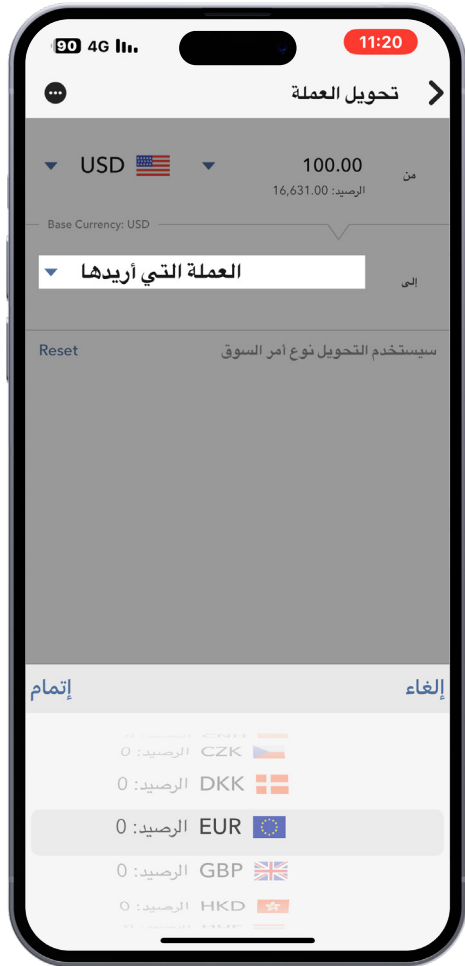 90 4G 11:20
تحويل العملة
من 100.00 USD
الرصيد: 16,631.00
Base Currency: USD
إلى العملة التي أريدها
سيستخدم التحويل نوع أمر السوق Reset
إلغاء إتمام
CZK الرصيد: 0
DKK الرصيد: 0
EUR الرصيد: 0
GBP الرصيد: 0
HKD الرصيد: 0